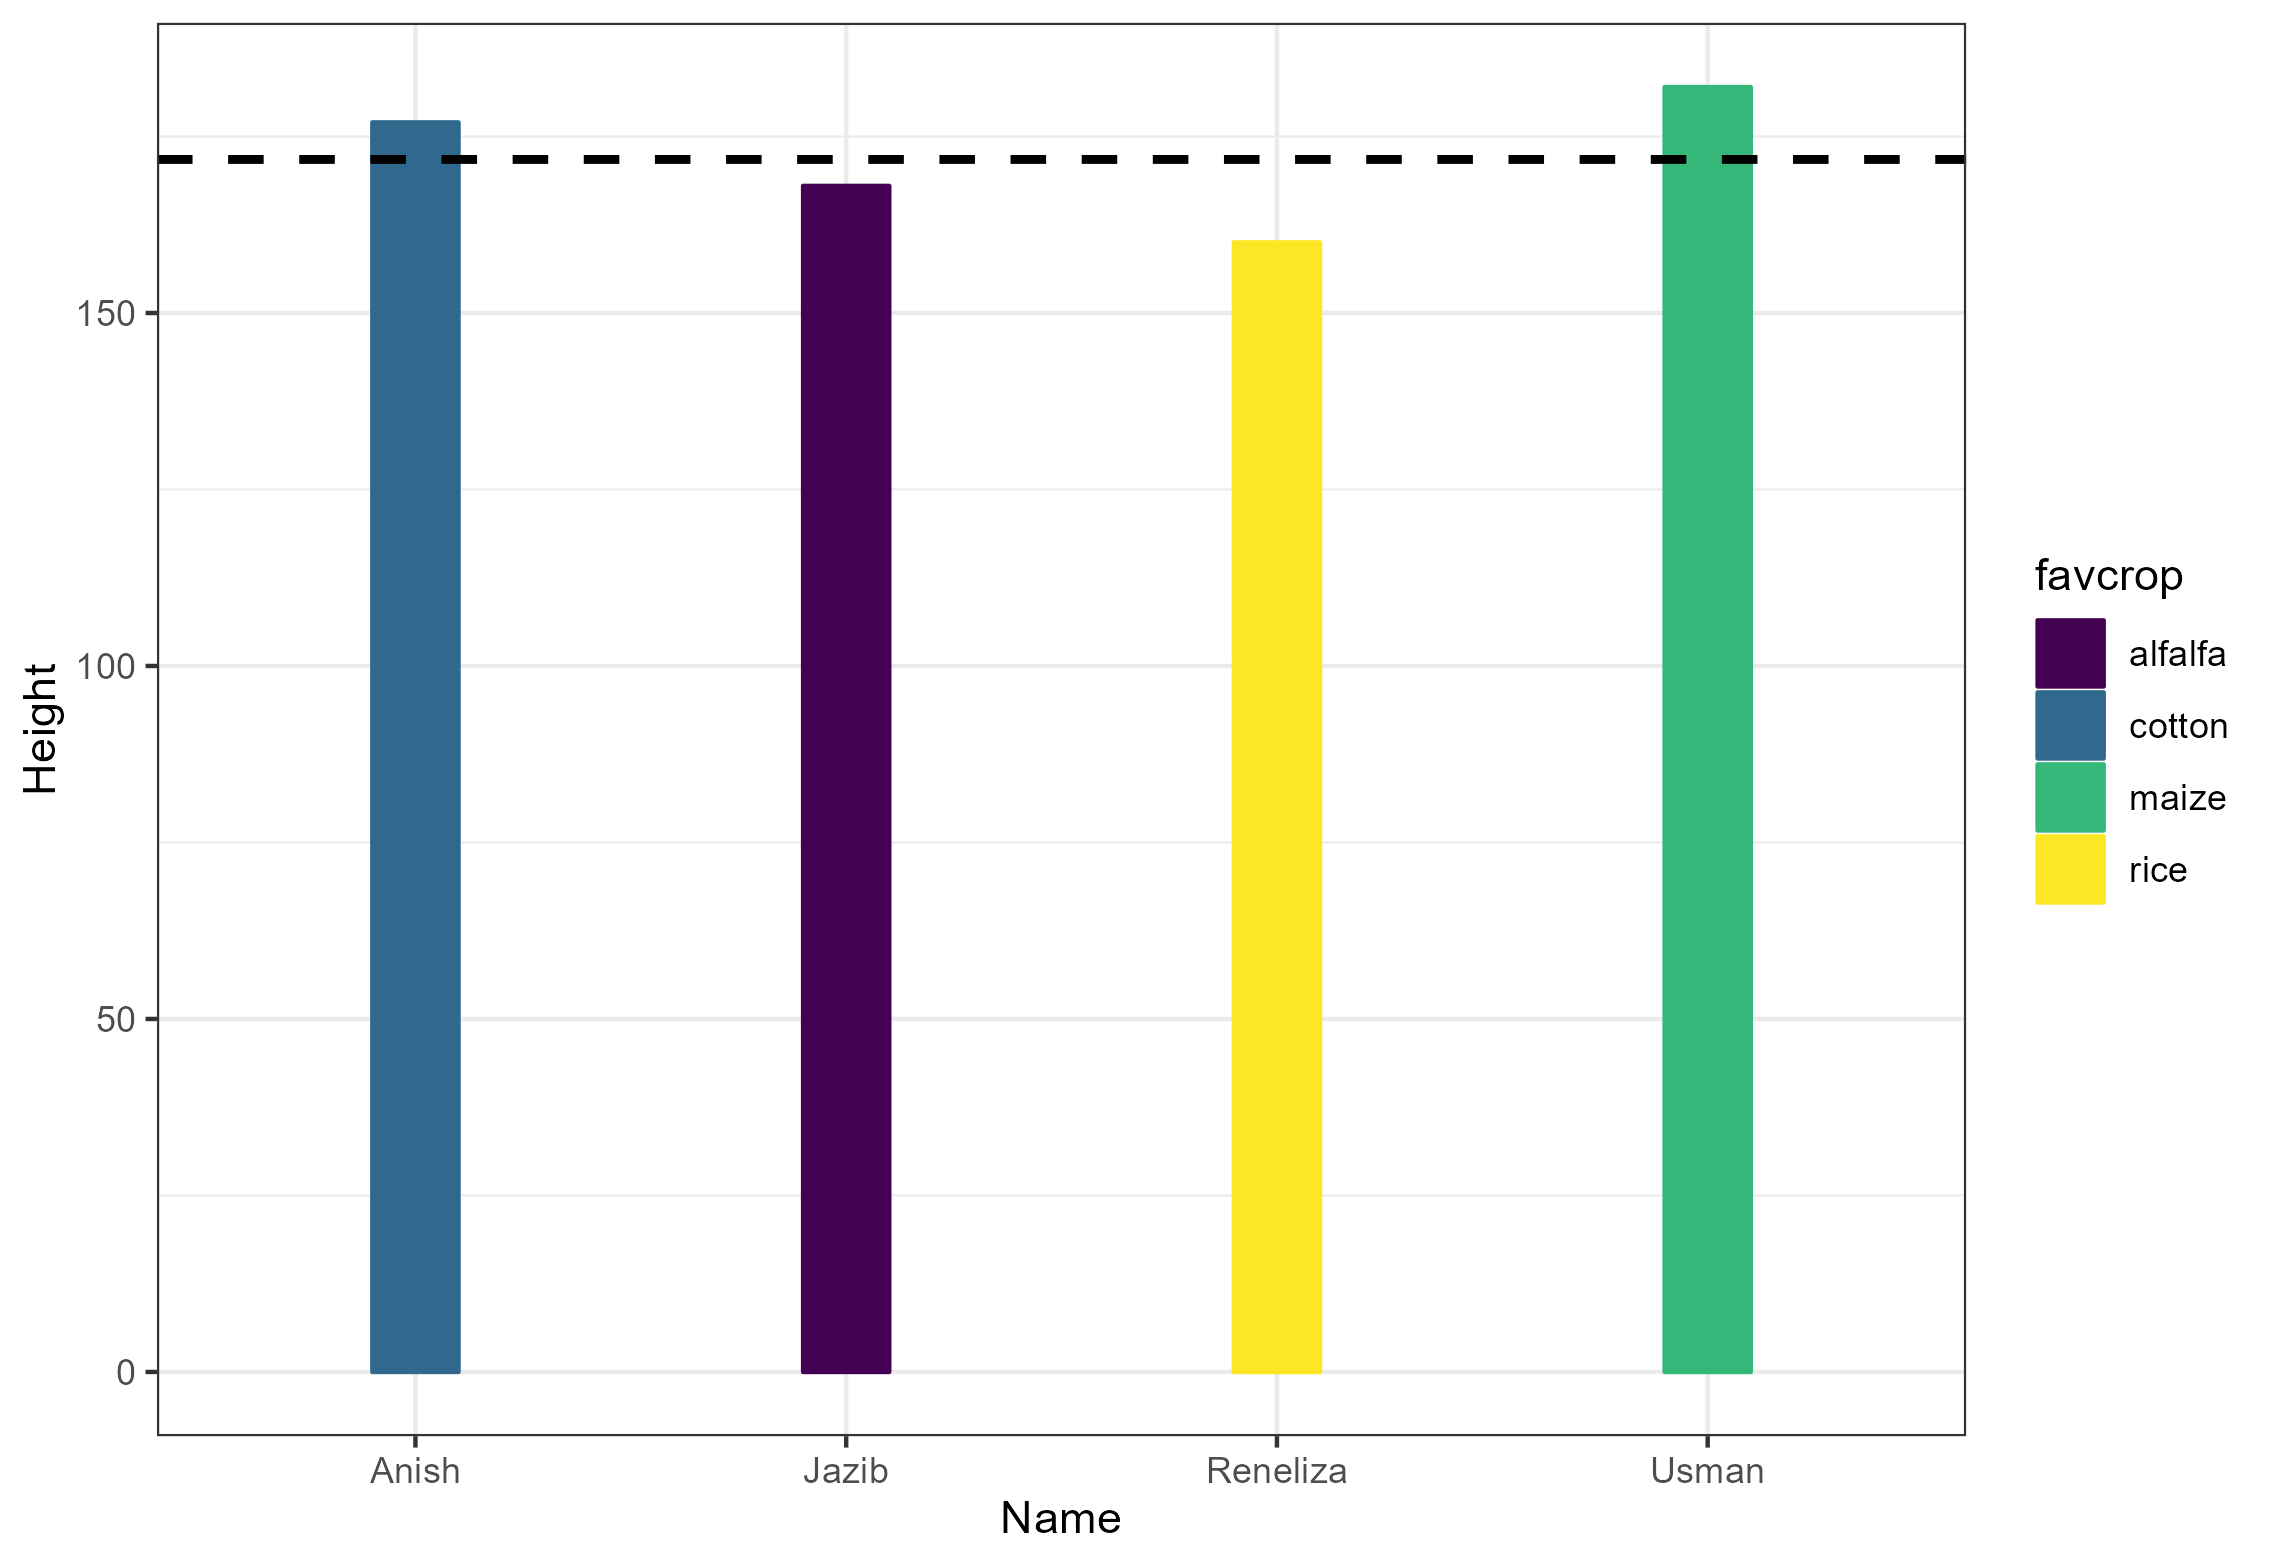 150
100
50
0
Height
Anish Jazib Reneliza Usman
Name
favcrop
alfalfa
cotton
maize
rice